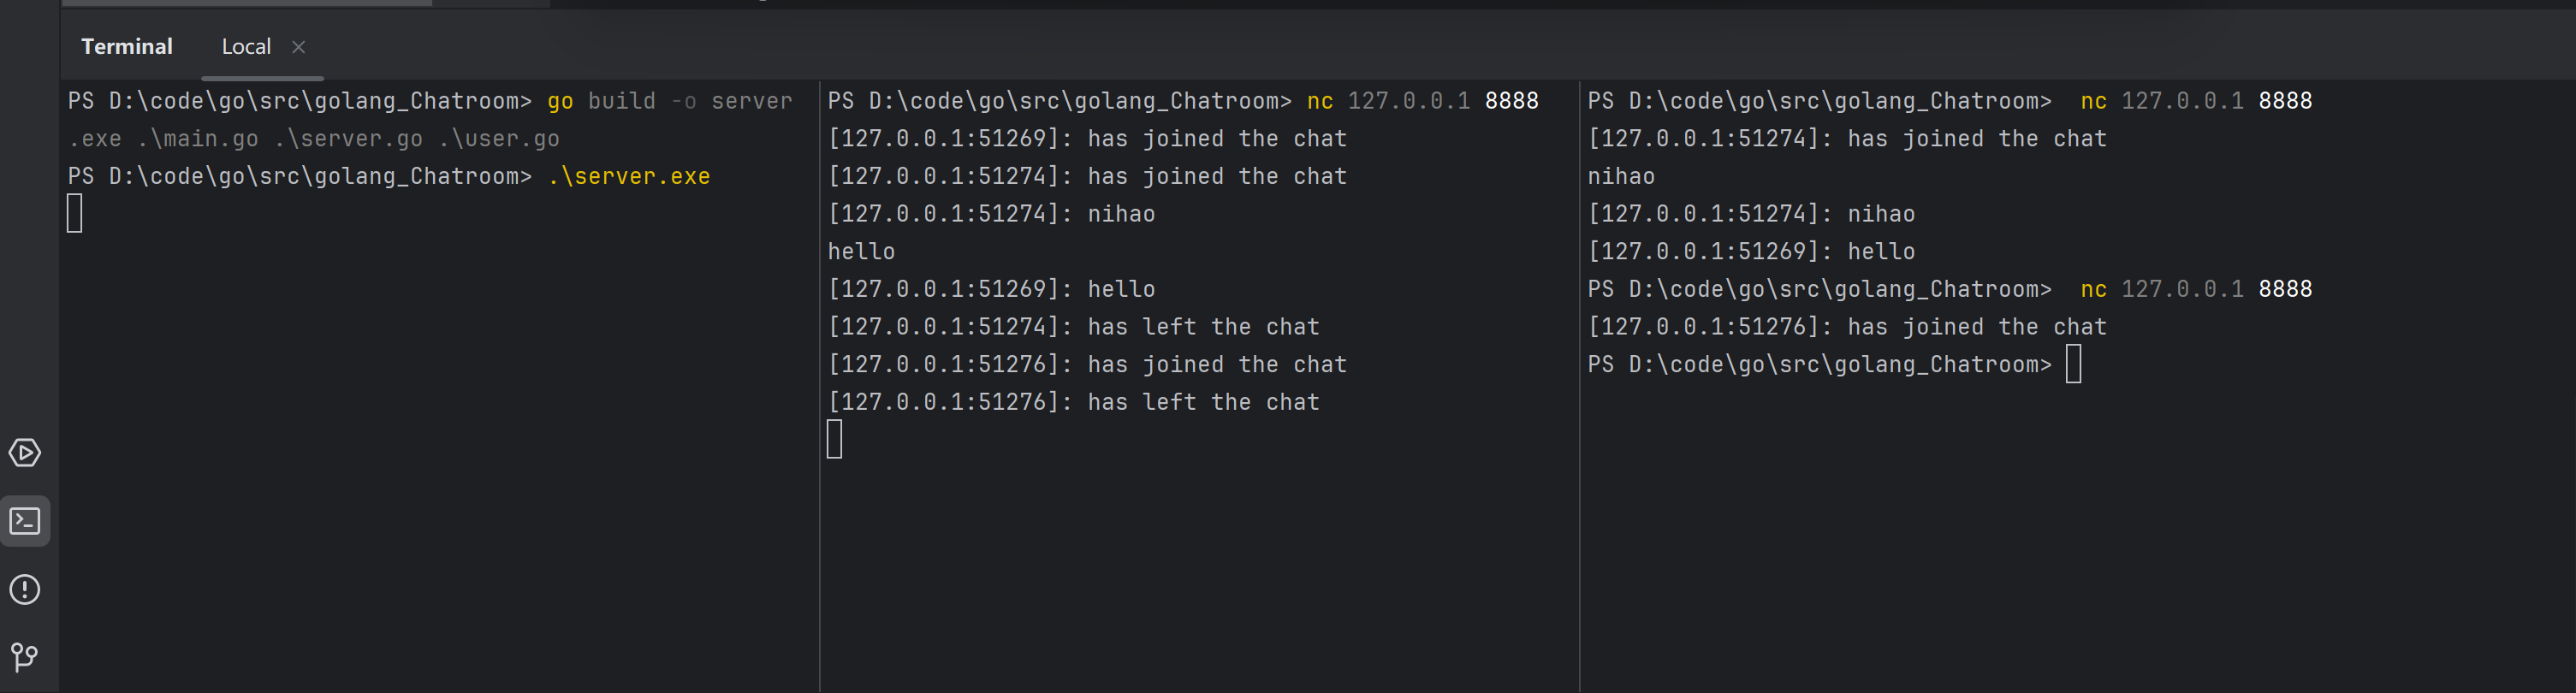 Terminal Local ×
PS D:\code\go\src\golang_Chatroom> go build -o server
.exe .\main.go .\server.go .\user.go
PS D:\code\go\src\golang_Chatroom> .\server.exe
PS D:\code\go\src\golang_Chatroom> nc 127.0.0.1 8888
[127.0.0.1:51269]: has joined the chat
[127.0.0.1:51274]: has joined the chat
[127.0.0.1:51274]: nihao
hello
[127.0.0.1:51269]: hello
[127.0.0.1:51274]: has left the chat
[127.0.0.1:51276]: has joined the chat
[127.0.0.1:51276]: has left the chat
PS D:\code\go\src\golang_Chatroom>  nc 127.0.0.1 8888
[127.0.0.1:51274]: has joined the chat
nihao
[127.0.0.1:51274]: nihao
[127.0.0.1:51269]: hello
PS D:\code\go\src\golang_Chatroom>  nc 127.0.0.1 8888
[127.0.0.1:51276]: has joined the chat
PS D:\code\go\src\golang_Chatroom>